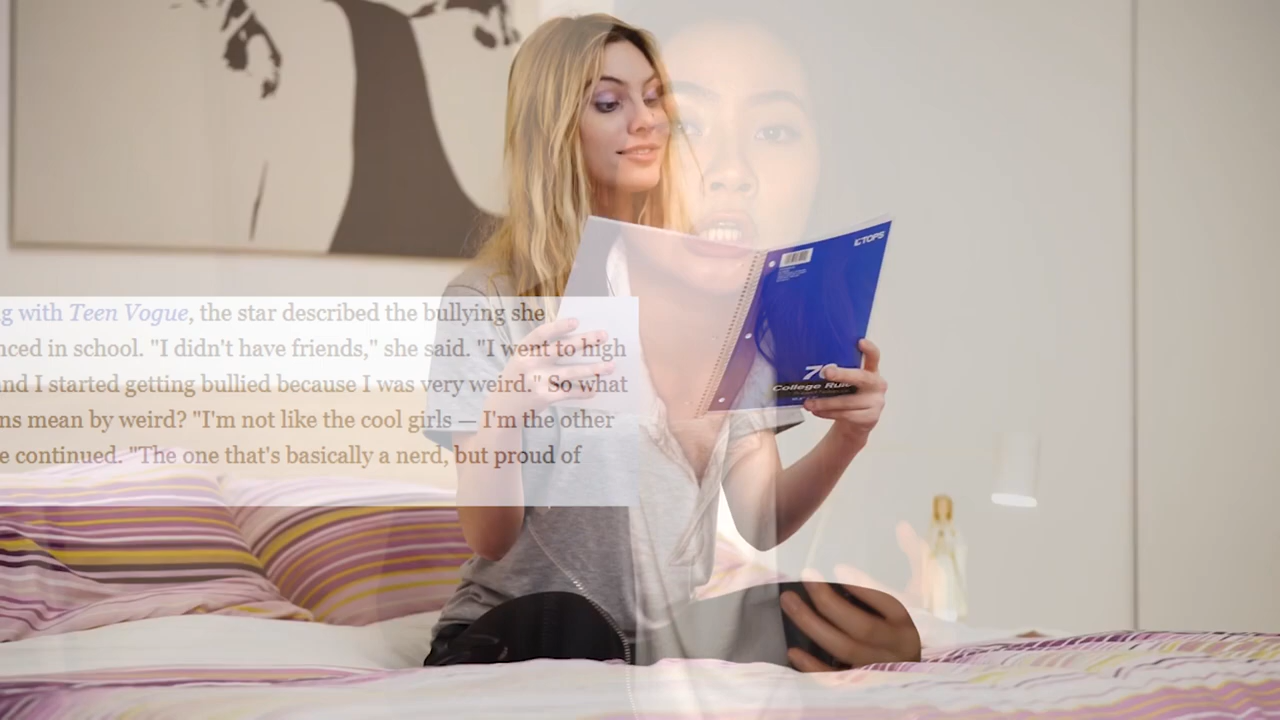 g with Teen Vogue, the star described the bullying she
nced in school. "I didn't have friends," she said. "I went to high
nd I started getting bullied because I was very weird." So what
ns mean by weird? "I'm not like the cool girls — I'm the other
e continued. "The one that's basically a nerd, but proud of
TOPS
70
College Rule